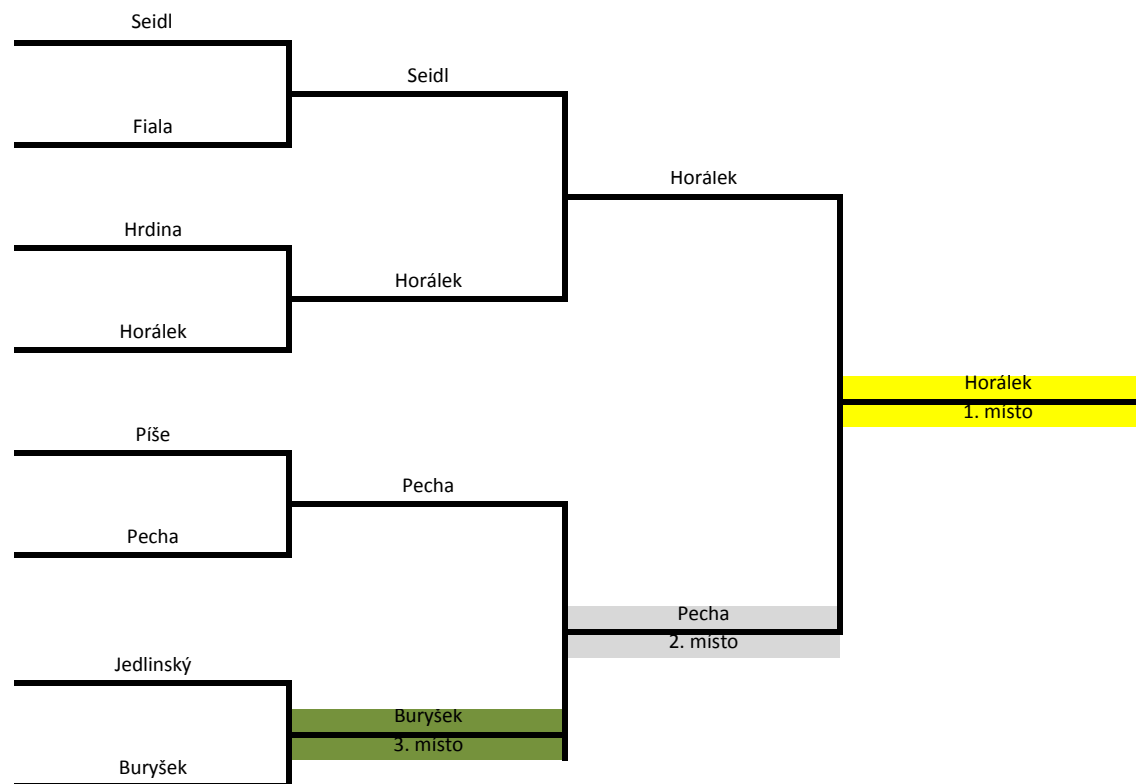 Seidl
Seidl
Fiala
Horálek
Hrdina
Horálek
Horálek
Horálek
1. místo
Píše
Pecha
Pecha
Pecha
2. místo
Jedlinský
Buryšek
3. místo
Buryšek